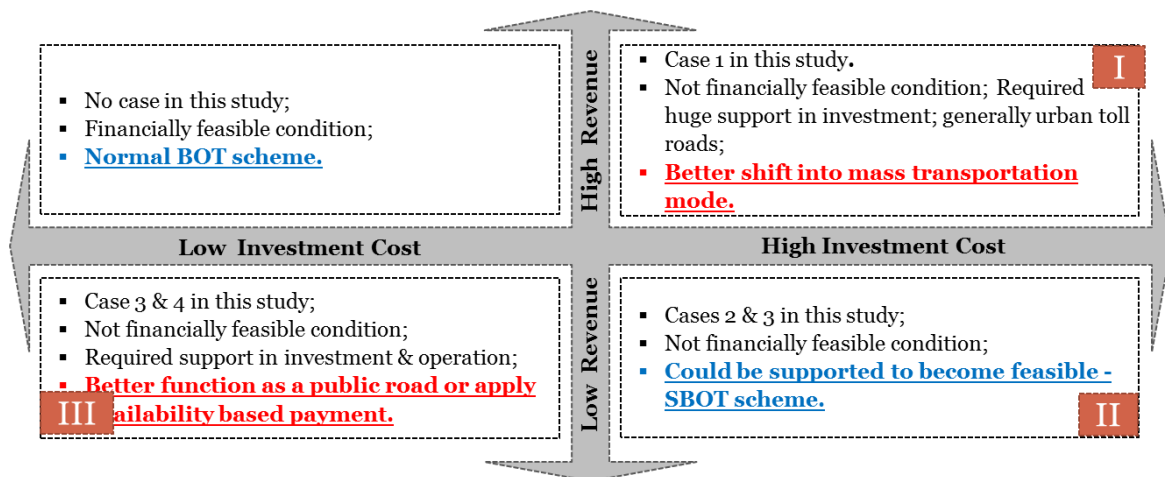 ▪ No case in this study;
▪ Financially feasible condition;
▪ Normal BOT scheme.
High Revenue
▪ Case 1 in this study.
▪ Not financially feasible condition; Required
huge support in investment; generally urban toll
roads;
▪ Better shift into mass transportation
mode.
I
Low Investment Cost
High Investment Cost
▪ Case 3 & 4 in this study;
▪ Not financially feasible condition;
▪ Required support in investment & operation;
▪ Better function as a public road or apply
based payment.
III
Low Revenue
▪ Cases 2 & 3 in this study;
▪ Not financially feasible condition;
▪ Could be supported to become feasible -
SBOT scheme.
II